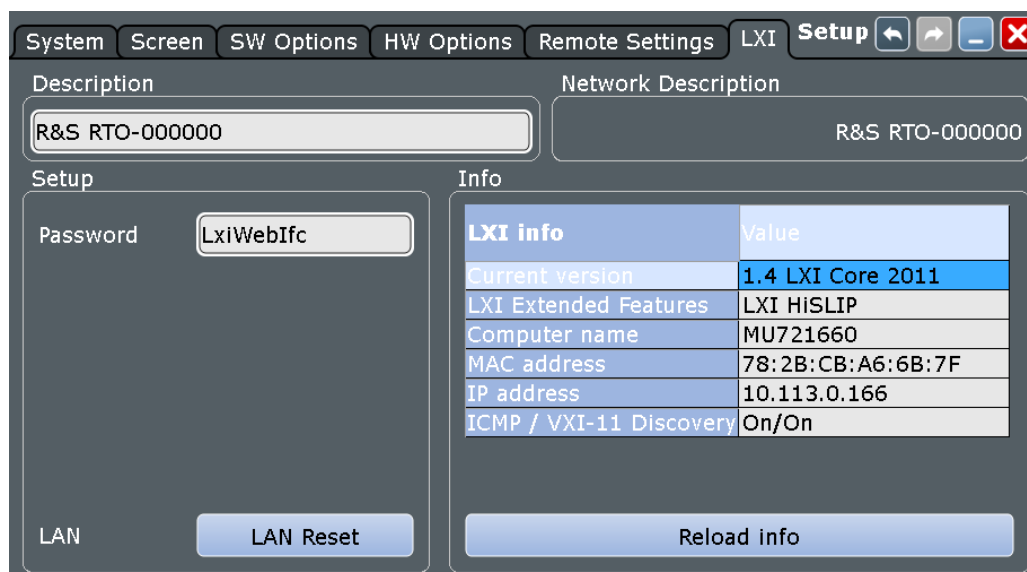 System Screen SW Options HW Options Remote Settings LXI Setup
Description
R&S RTO-000000
Network Description
R&S RTO-000000
Setup
Password LxiWebIfc
LAN LAN Reset
Info
LXI info Value
Current version 1.4 LXI Core 2011
LXI Extended Features LXI HiSLIP
Computer name MU721660
MAC address 78:2B:CB:A6:6B:7F
IP address 10.113.0.166
ICMP / VXI-11 Discovery On/On
Reload info